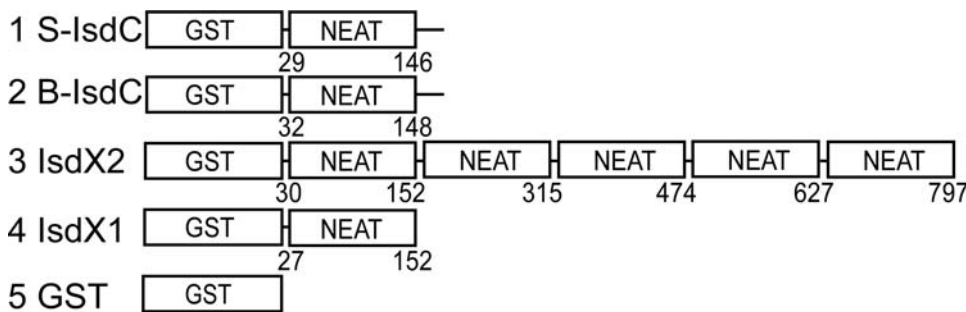 1 S-IsdC GST NEAT
29 146
2 B-IsdC GST NEAT
32 148
3 IsdX2 GST NEAT NEAT NEAT NEAT NEAT
30 152 315 474 627 797
4 IsdX1 GST NEAT
27 152
5 GST GST